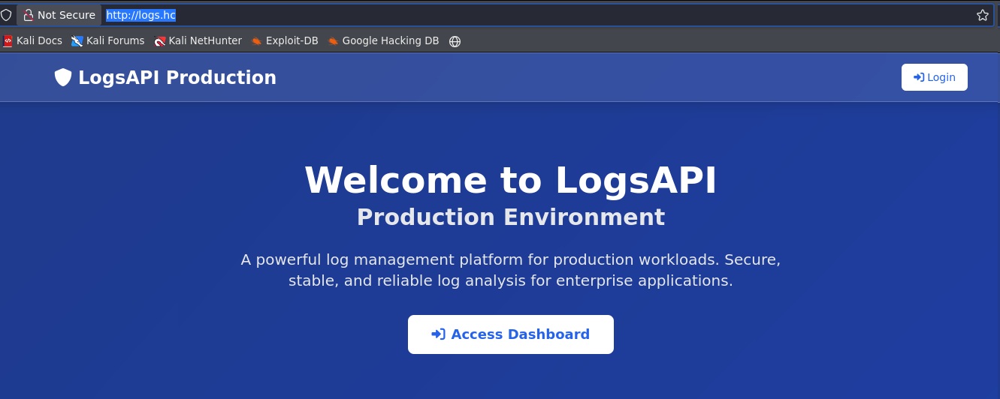 Not Secure http://logs.hc
Kali Docs Kali Forums Kali NetHunter Exploit-DB Google Hacking DB
LogsAPI Production Login
Welcome to LogsAPI
Production Environment
A powerful log management platform for production workloads. Secure,
stable, and reliable log analysis for enterprise applications.
Access Dashboard